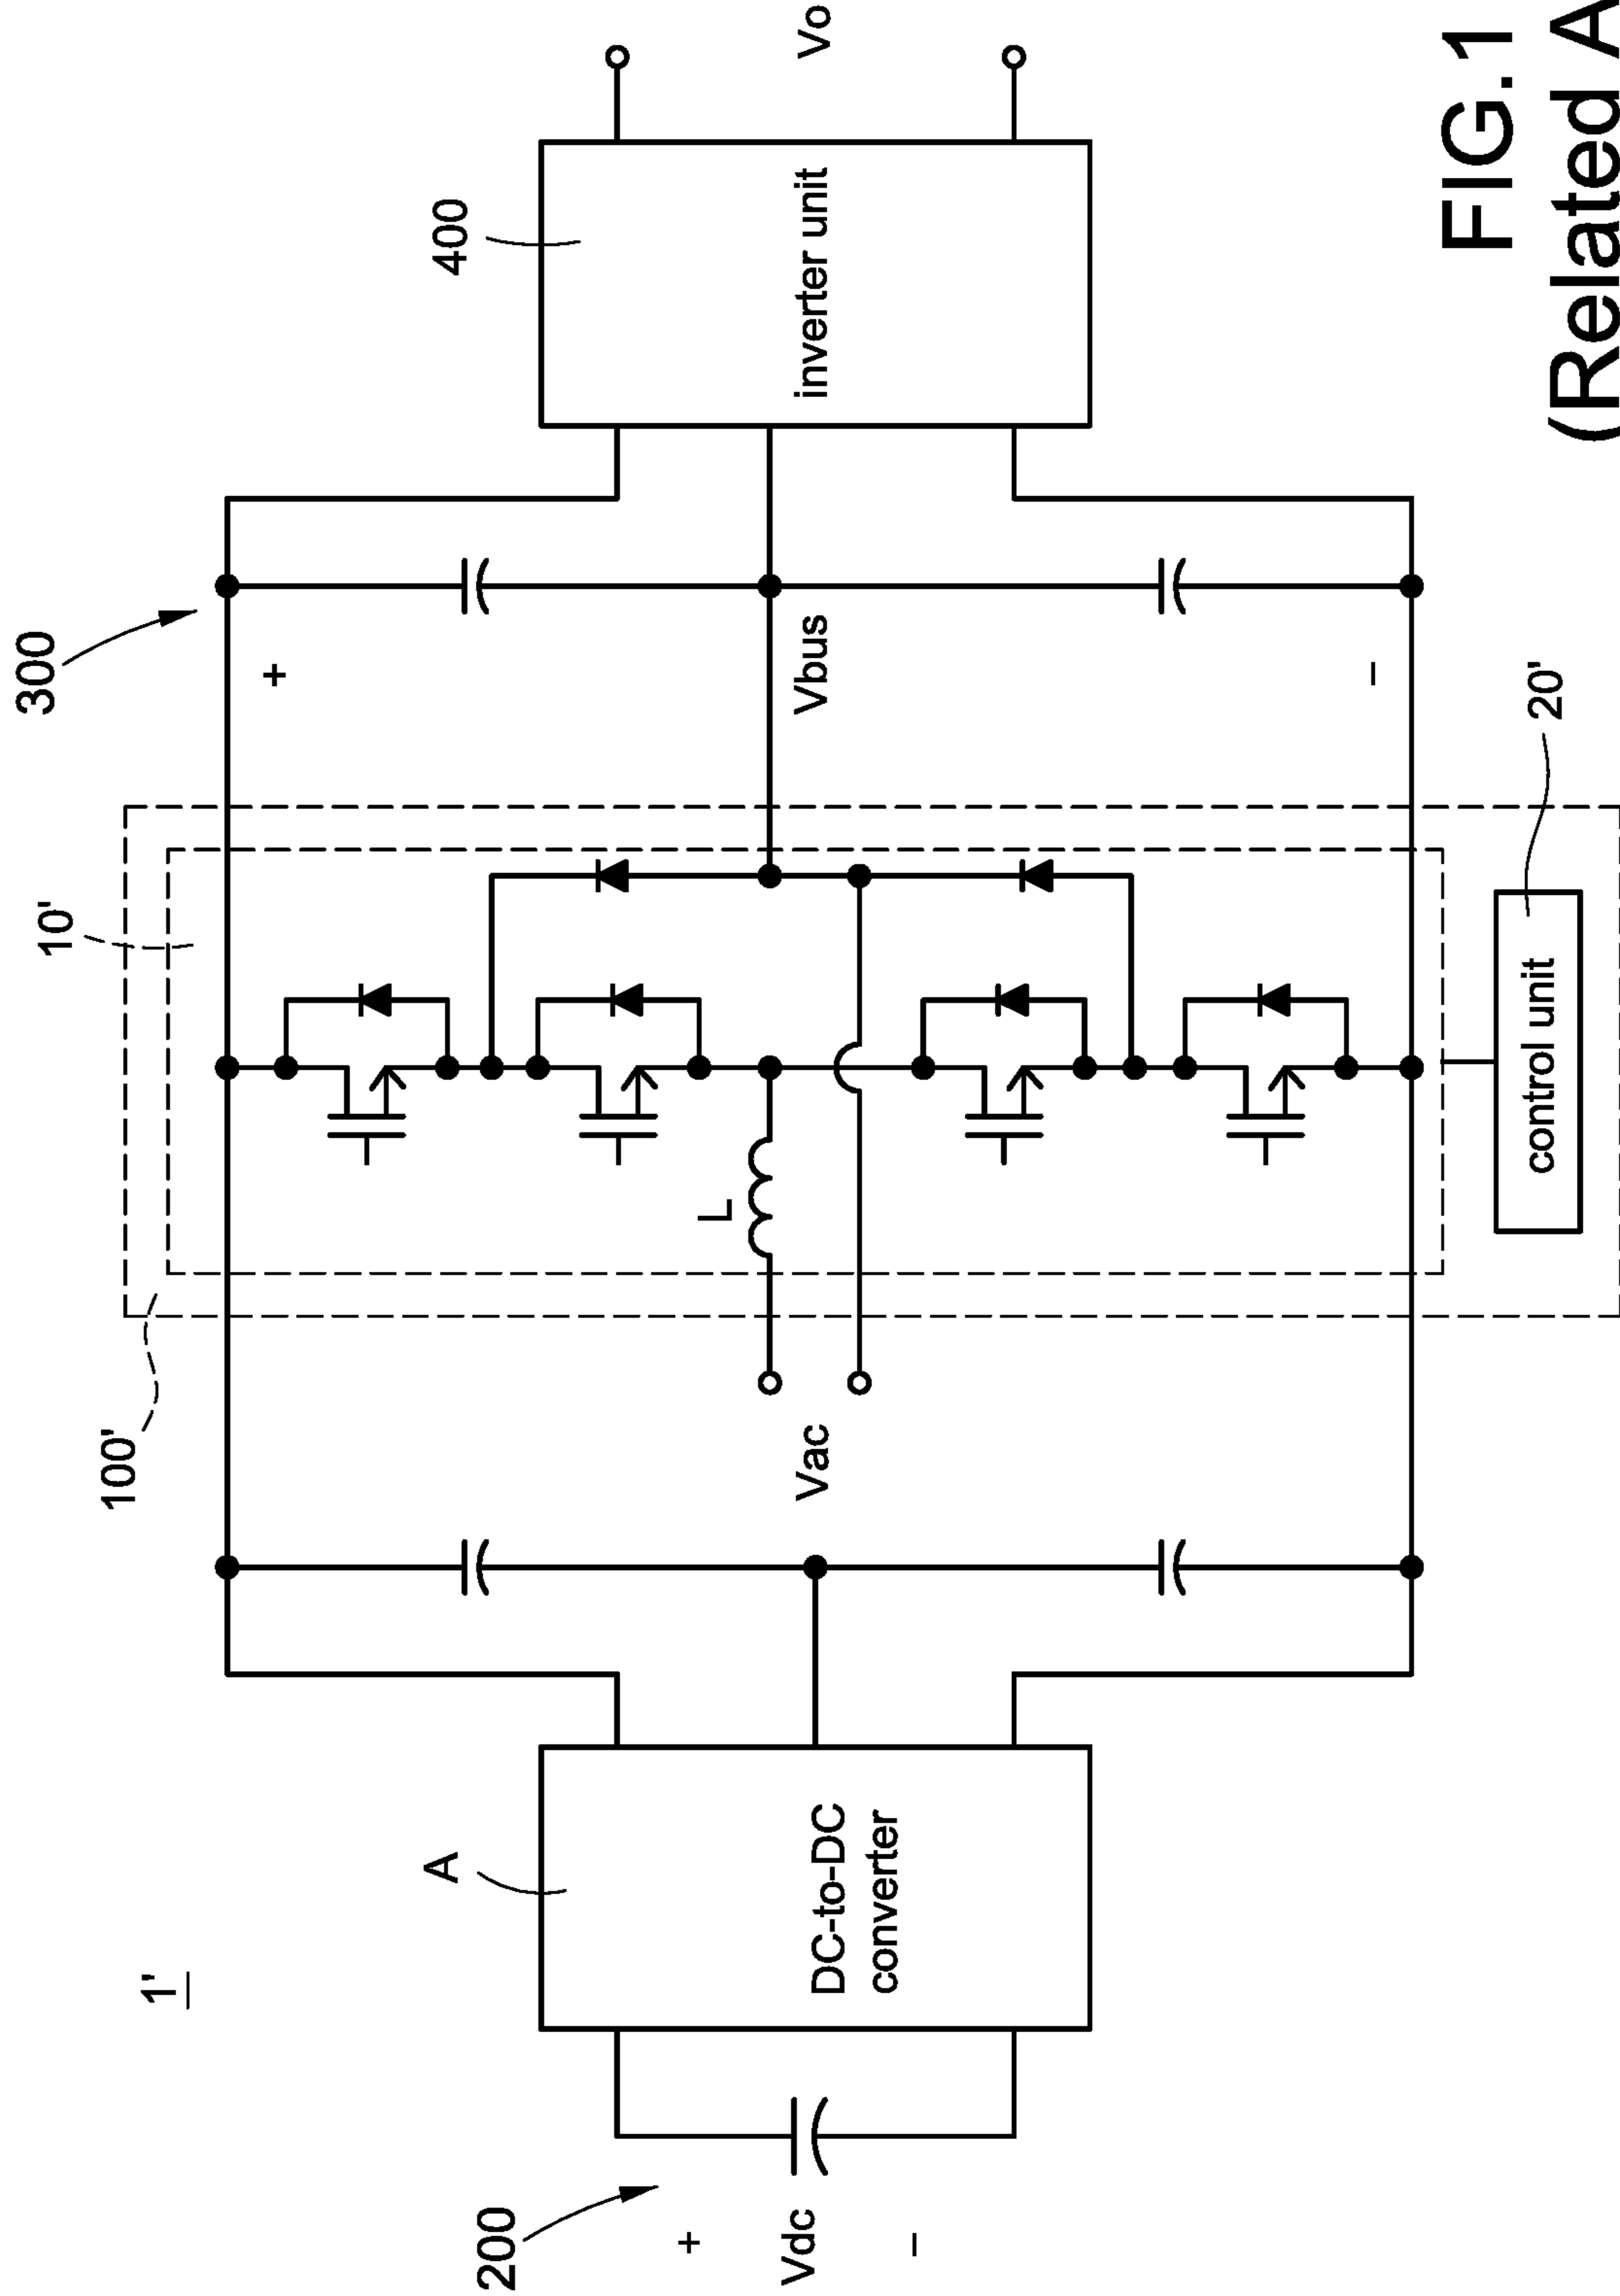 1'
200
+
Vdc
−
A
DC-to-DC
converter
100'
Vac
L
10'
control unit
20'
300
+
Vbus
−
400
inverter unit
Vo
FIG.1
(Related A